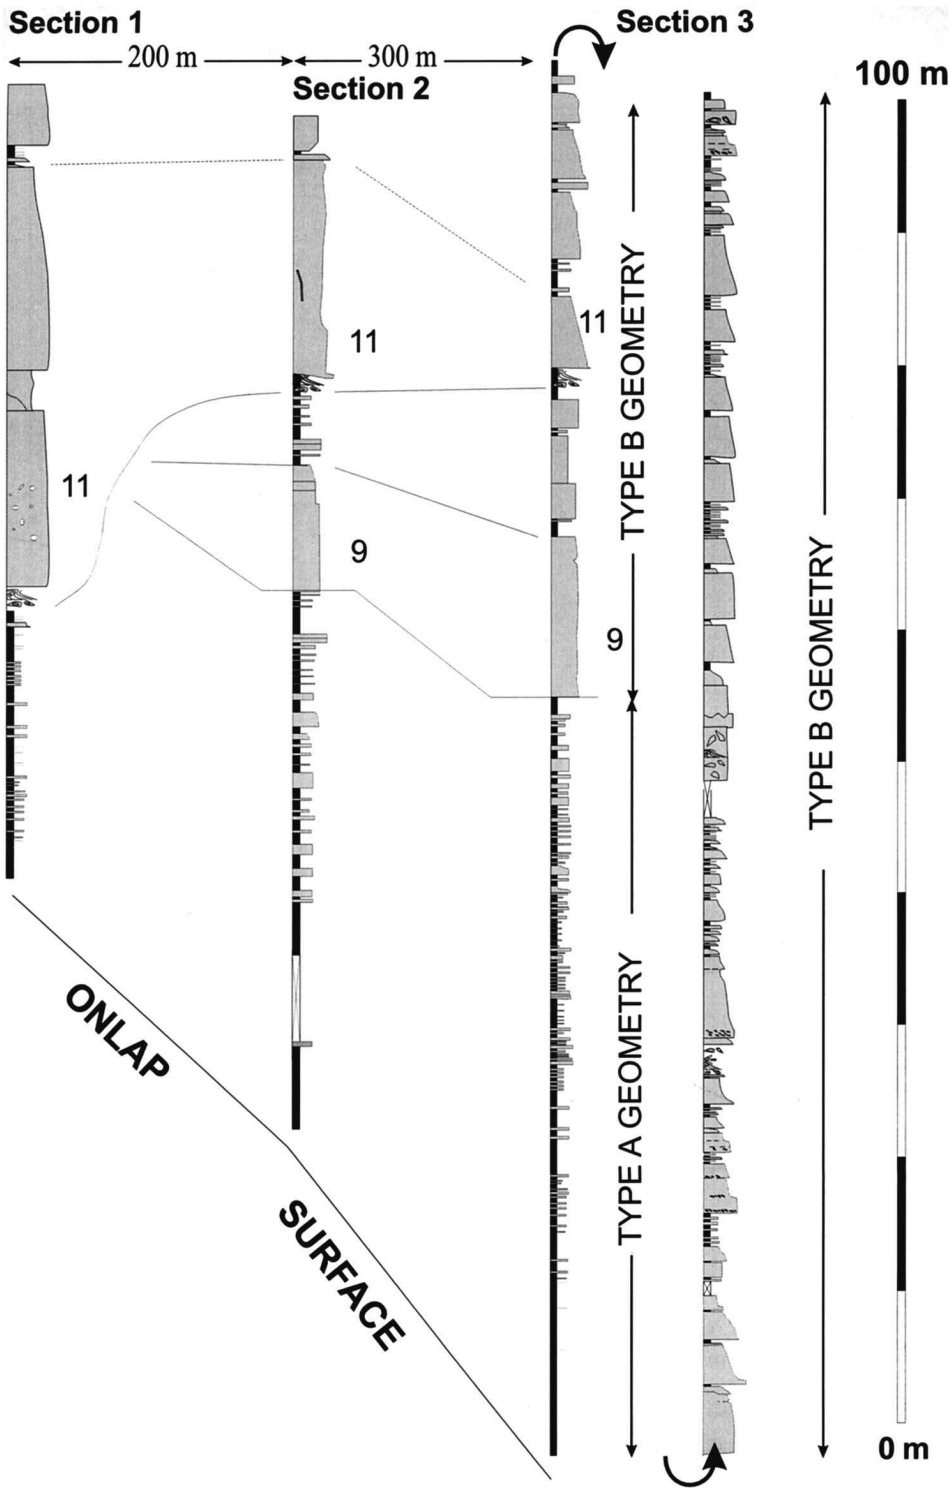 Section 1
200 m
300 m
Section 2
Section 3
100 m
11
11
11
9
9
TYPE B GEOMETRY
TYPE A GEOMETRY
TYPE B GEOMETRY
ONLAP
SURFACE
0 m